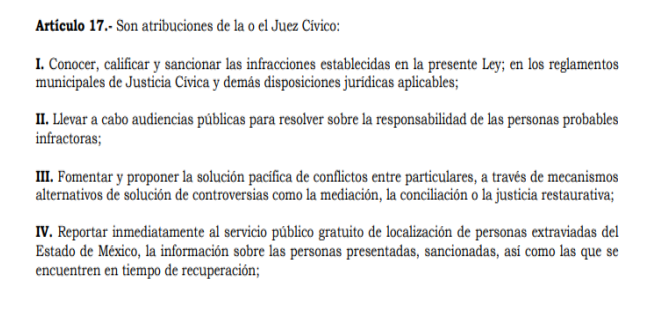 Artículo 17.- Son atribuciones de la o el Juez Cívico:
I. Conocer, calificar y sancionar las infracciones establecidas en la presente Ley; en los reglamentos
municipales de Justicia Cívica y demás disposiciones jurídicas aplicables;
II. Llevar a cabo audiencias públicas para resolver sobre la responsabilidad de las personas probables
infractoras;
III. Fomentar y proponer la solución pacífica de conflictos entre particulares, a través de mecanismos
alternativos de solución de controversias como la mediación, la conciliación o la justicia restaurativa;
IV. Reportar inmediatamente al servicio público gratuito de localización de personas extraviadas del
Estado de México, la información sobre las personas presentadas, sancionadas, así como las que se
encuentren en tiempo de recuperación;